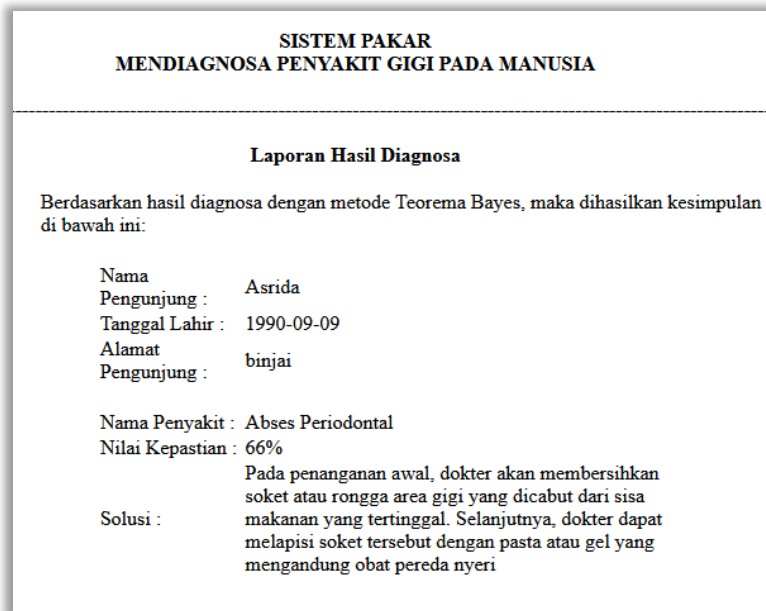 SISTEM PAKAR
MENDIAGNOSA PENYAKIT GIGI PADA MANUSIA
Laporan Hasil Diagnosa
Berdasarkan hasil diagnosa dengan metode Teorema Bayes, maka dihasilkan kesimpulan
di bawah ini:
Nama
Pengunjung :
Asrida
Tanggal Lahir : 1990-09-09
Alamat
Pengunjung :
binjai
Nama Penyakit : Abses Periodontal
Nilai Kepastian : 66%
Solusi :
Pada penanganan awal, dokter akan membersihkan
soket atau rongga area gigi yang dicabut dari sisa
makanan yang tertinggal. Selanjutnya, dokter dapat
melapisi soket tersebut dengan pasta atau gel yang
mengandung obat pereda nyeri